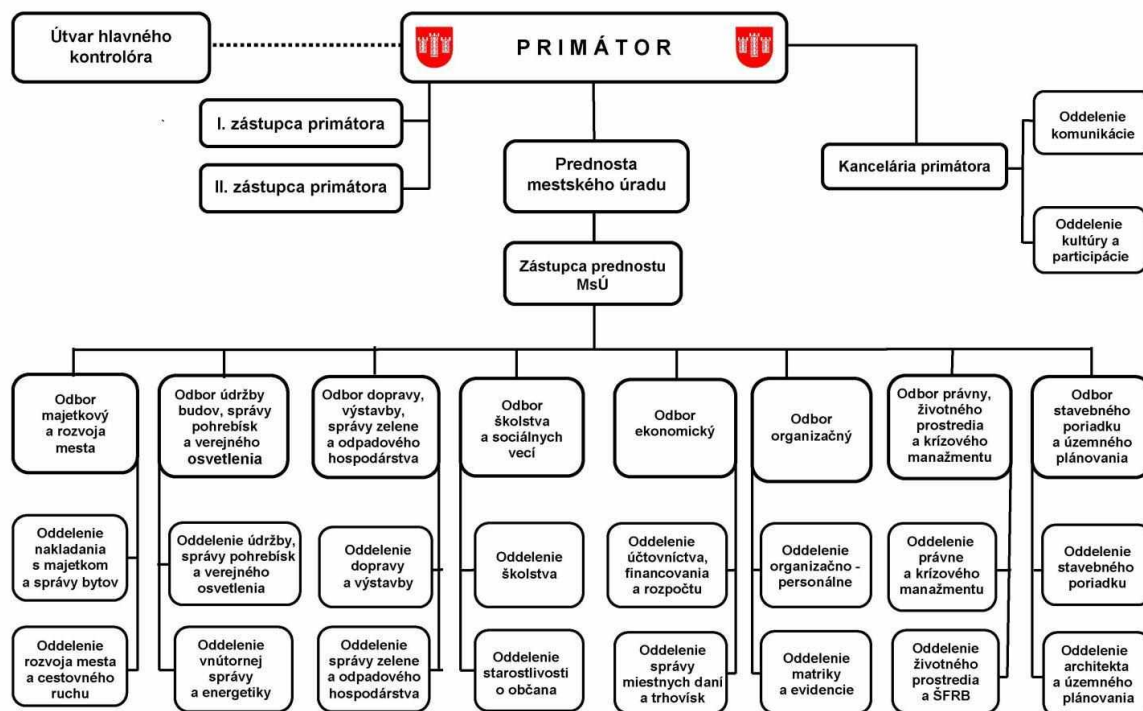 Útvar hlavného
kontrolóra
PRIMÁTOR
I. zástupca primátora
II. zástupca primátora
Prednosta
mestského úradu
Zástupca prednostu
MsÚ
Kancelária primátora
Oddelenie
komunikácie
Oddelenie
kultúry a
participácie
Odbor
majetkový
a rozvoja
mesta
Odbor údržby
budov, správy
pohrebísk
a verejného
osvetlenia
Odbor dopravy,
výstavby,
správy zelene
a odpadového
hospodárstva
Odbor
školstva
a sociálnych
vecí
Odbor
ekonomický
Odbor
organizačný
Odbor právny,
životného
prostredia
a krízového
manažmentu
Odbor
stavebného
poriadku
a územného
plánovania
Oddelenie
nakladania
s majetkom
a správy bytov
Oddelenie údržby,
správy pohrebísk
a verejného
osvetlenia
Oddelenie
dopravy
a výstavby
Oddelenie
školstva
Oddelenie
účtovníctva,
financovania
a rozpočtu
Oddelenie
organizačno -
personálne
Oddelenie
právne
a krízového
manažmentu
Oddelenie
stavebného
poriadku
Oddelenie
rozvoja mesta
a cestovného
ruchu
Oddelenie
vnútornej
správy
a energetiky
Oddelenie
správy zelene
a odpadového
hospodárstva
Oddelenie
starostlivosti
o občana
Oddelenie
správy
miestnych daní
a trhovísk
Oddelenie
matriky
a evidencie
Oddelenie
životného
prostredia
a ŠFRB
Oddelenie
architekta
a územného
plánovania